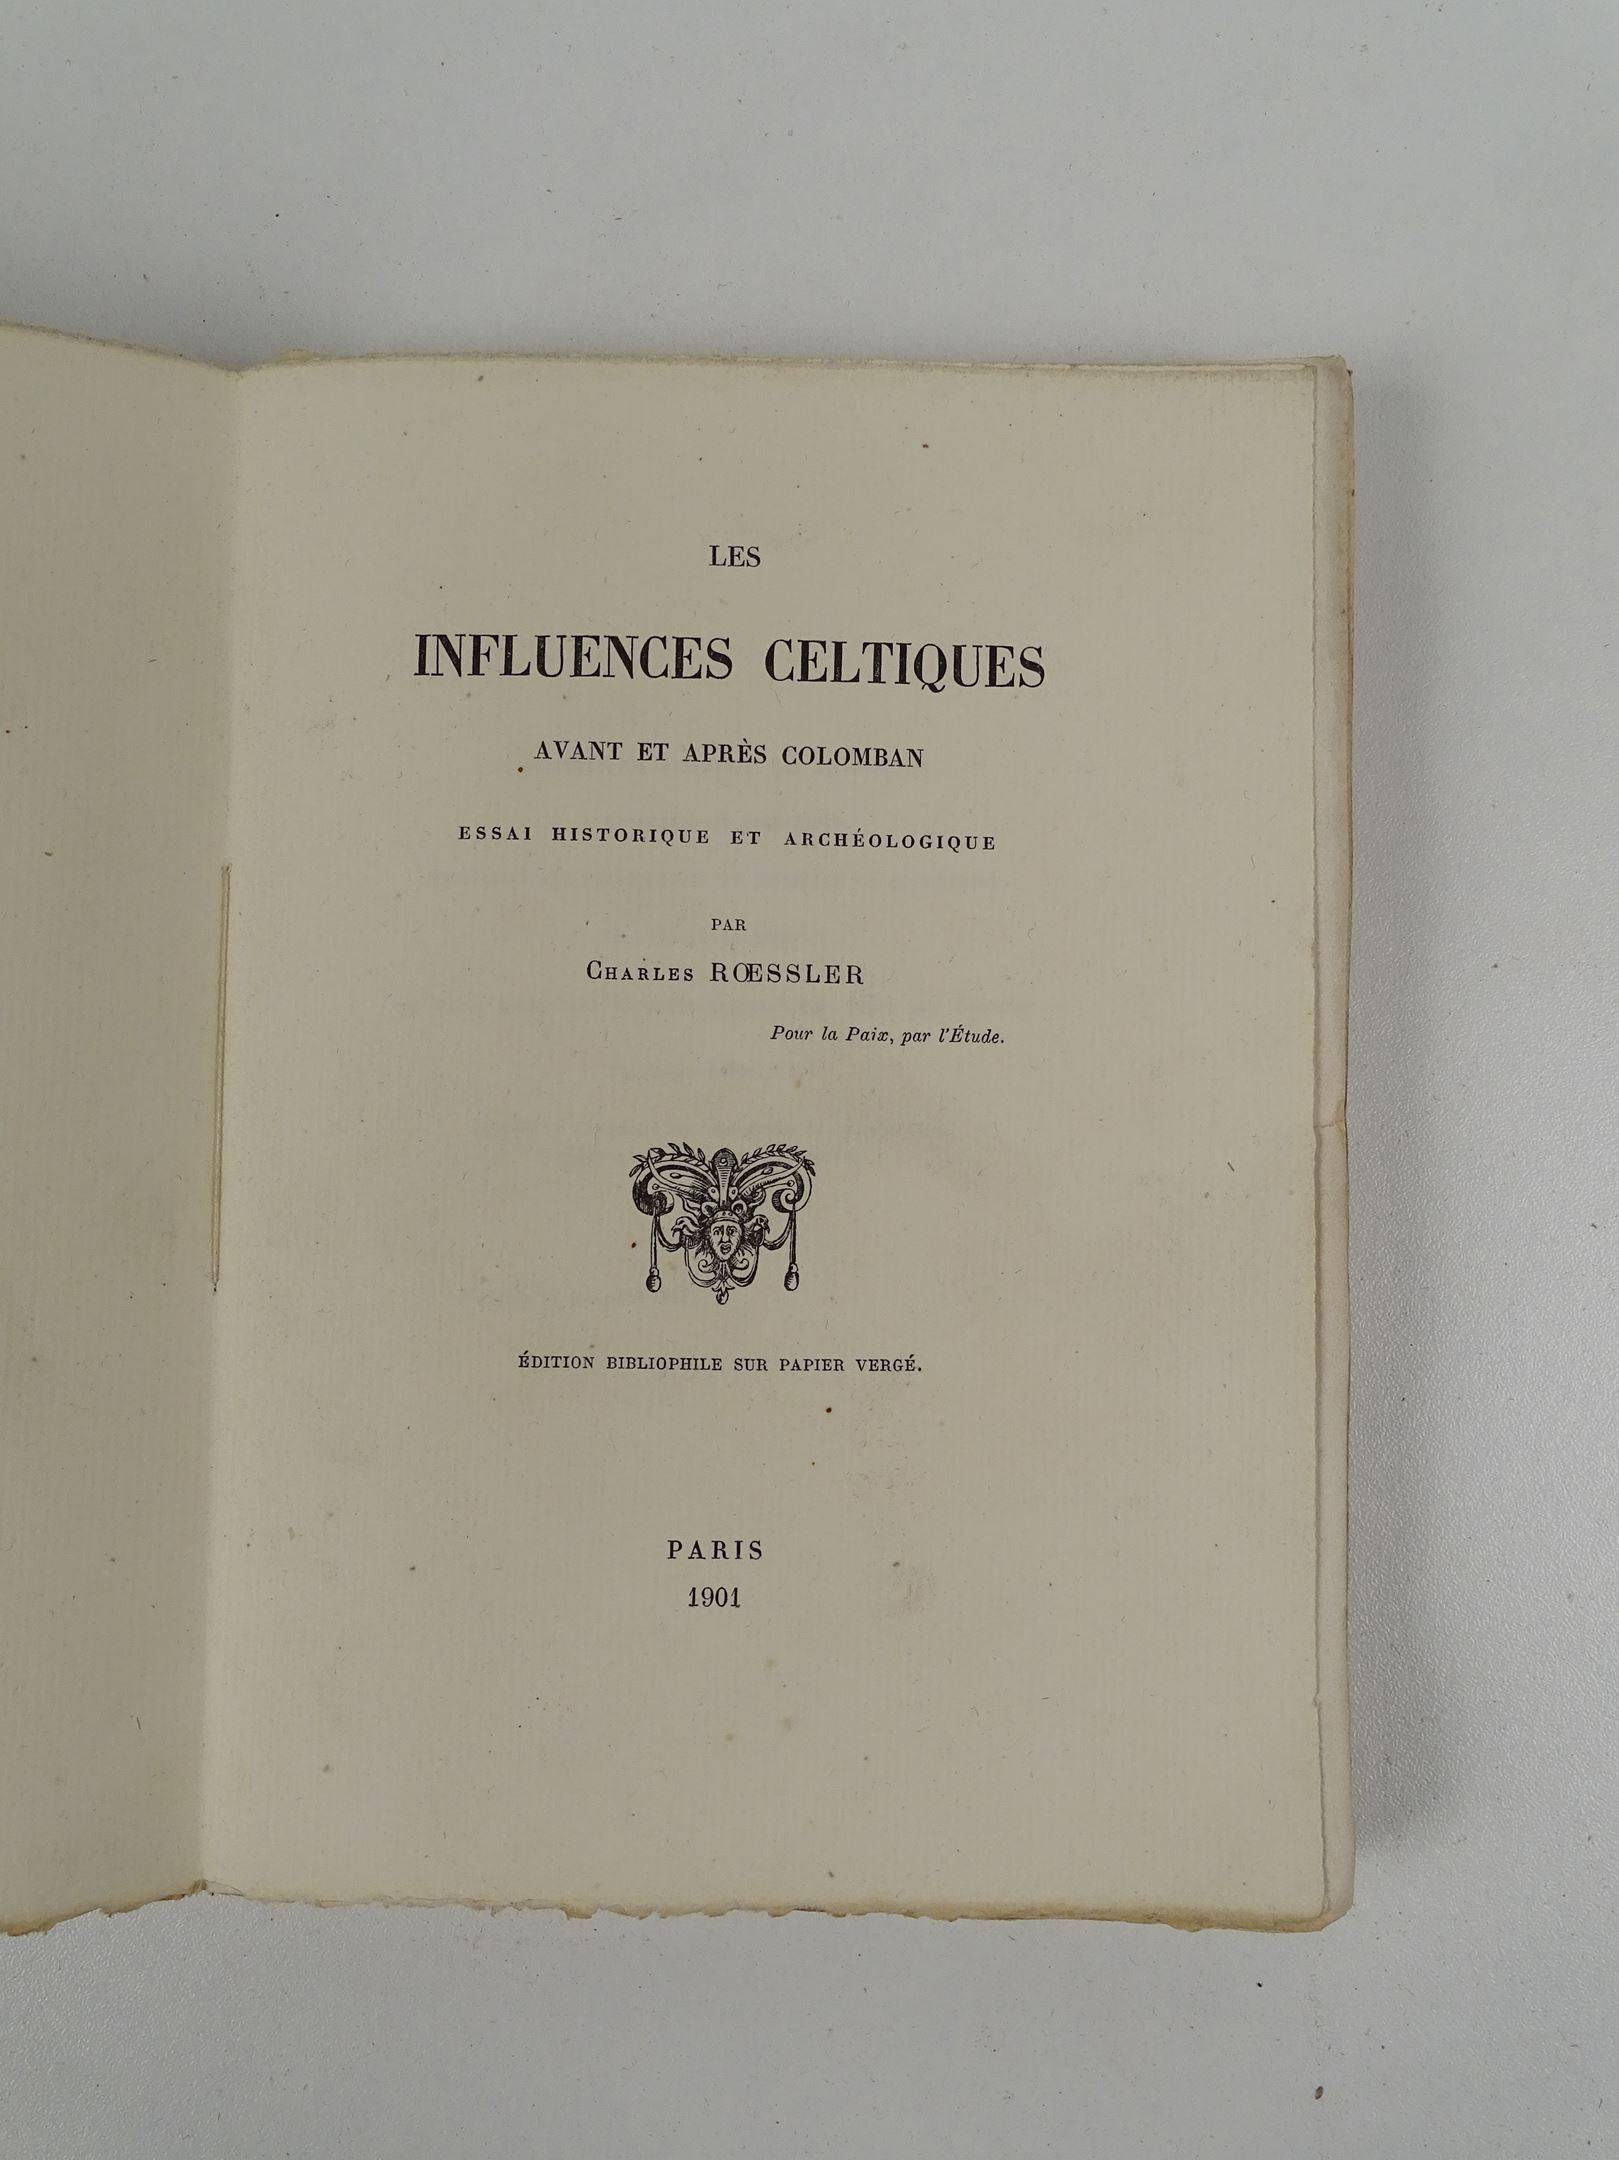 LES
INFLUENCES CELTIQUES
AVANT ET APRÈS COLOMBAN
ESSAI HISTORIQUE ET ARCHÉOLOGIQUE
PAR
CHARLES RŒSSLER
Pour la Paix, par l'Étude.
ÉDITION BIBLIOPHILE SUR PAPIER VERGÉ.
PARIS
1901